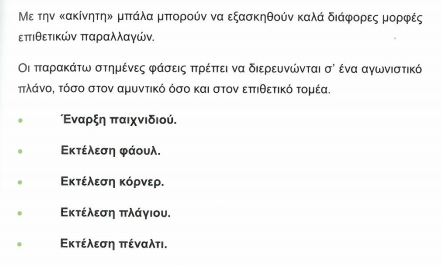 Με την «ακίνητη» μπάλα μπορούν να εξασκηθούν καλά διάφορες μορφές
επιθετικών παραλλαγών.
Οι παρακάτω στημένες φάσεις πρέπει να διερευνώνται σ' ένα αγωνιστικό
πλάνο, τόσο στον αμυντικό όσο και στον επιθετικό τομέα.
• Έναρξη παιχνιδιού.
• Εκτέλεση φάουλ.
• Εκτέλεση κόρνερ.
• Εκτέλεση πλάγιου.
• Εκτέλεση πέναλτι.